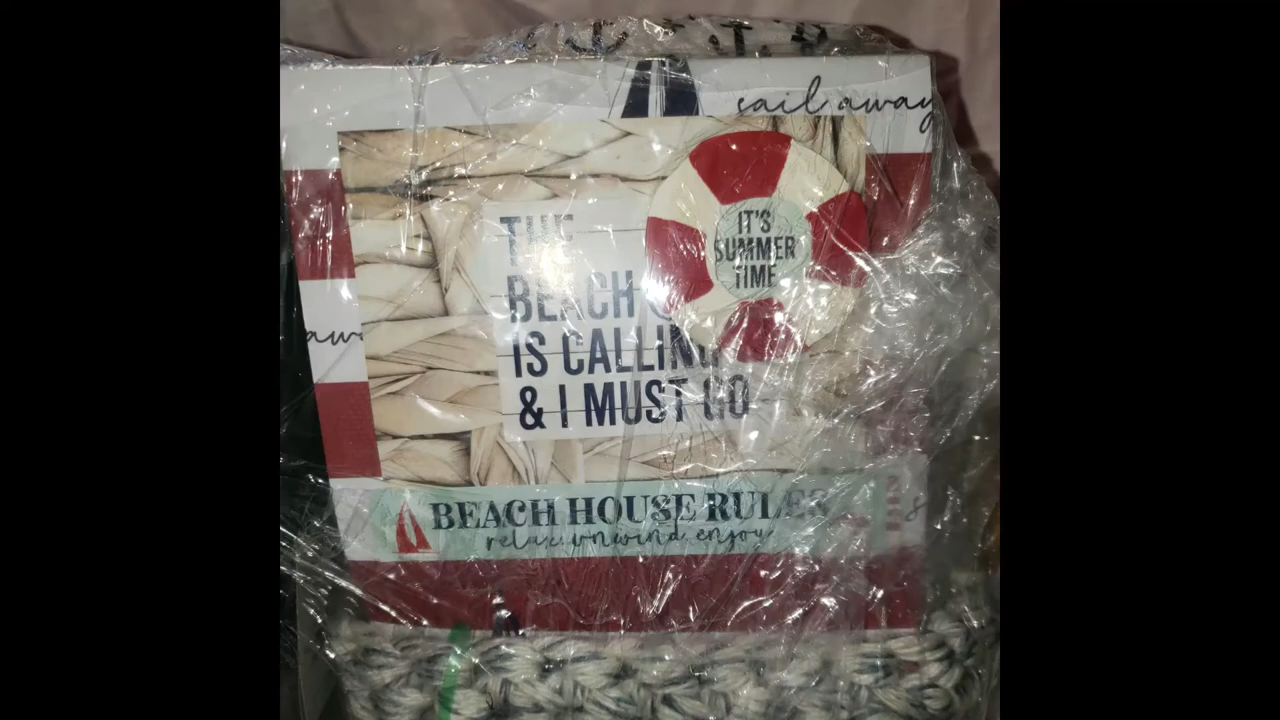 sail away
IT'S
SUMMER
TIME
THE
BEACH
IS CALLING
& I MUST GO
BEACH HOUSE RULES
relax unwind enjoy